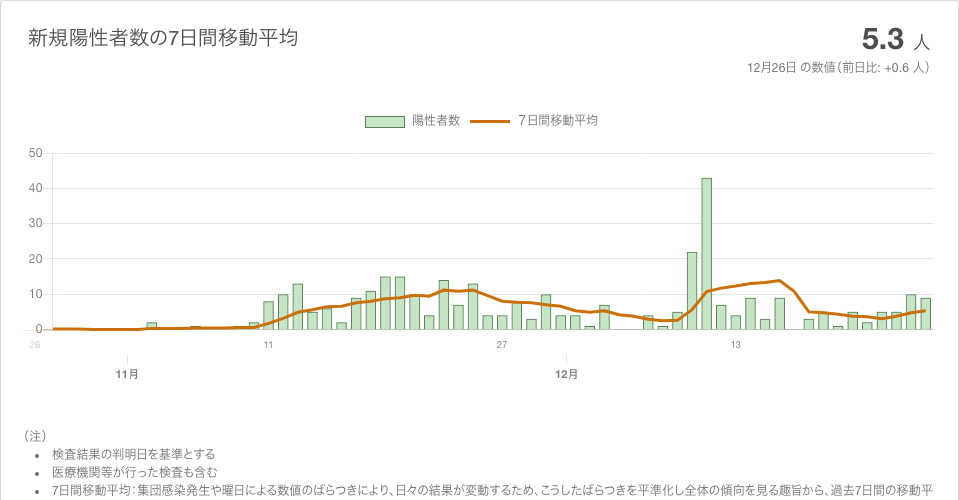 新規陽性者数の7日間移動平均
5.3 人
12月26日 の数値（前日比: +0.6 人）
陽性者数 7日間移動平均
50
40
30
20
10
0
26 11 27 13
11月 12月
（注）
• 検査結果の判明日を基準とする
• 医療機関等が行った検査も含む
• 7日間移動平均：集団感染発生や曜日による数値のばらつきにより、日々の結果が変動するため、こうしたばらつきを平準化し全体の傾向を見る趣旨から、過去7日間の移動平